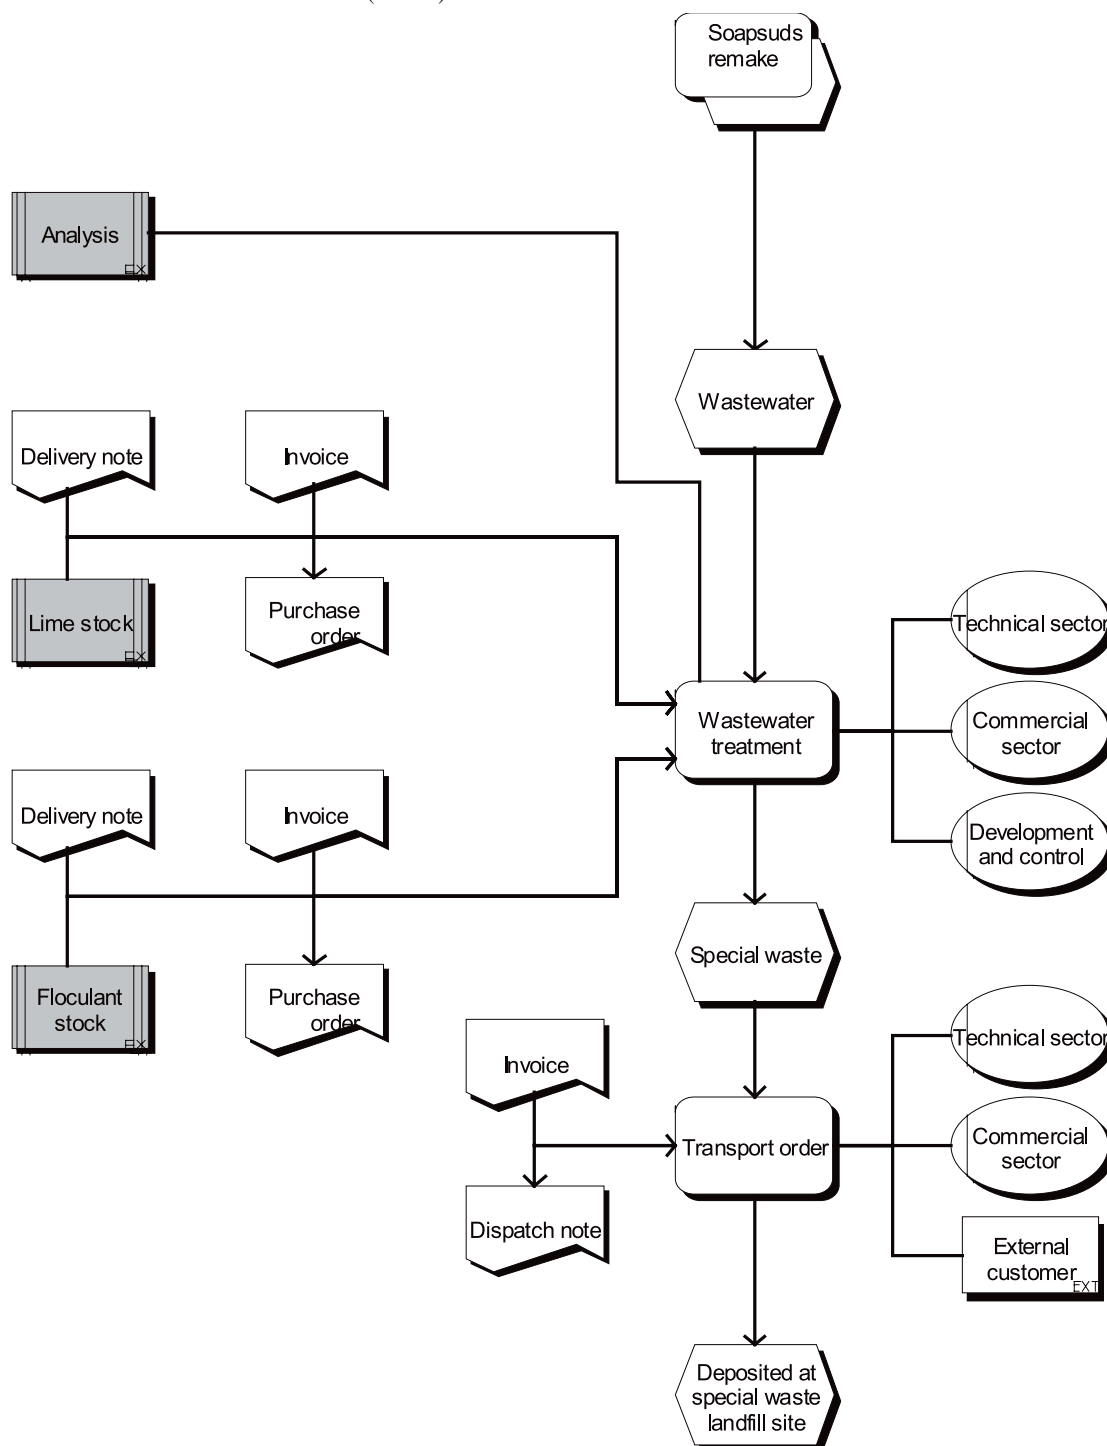 Soapsuds
remake
Analysis
EX
Wastewater
Delivery note
Invoice
Lime stock
EX
Purchase
order
Technical sector
Wastewater
treatment
Commercial
sector
Delivery note
Invoice
Development
and control
Special waste
Floculant
stock
EX
Purchase
order
Technical sector
Invoice
Transport order
Commercial
sector
Dispatch note
External
customer
EXT
Deposited at
special waste
landfill site